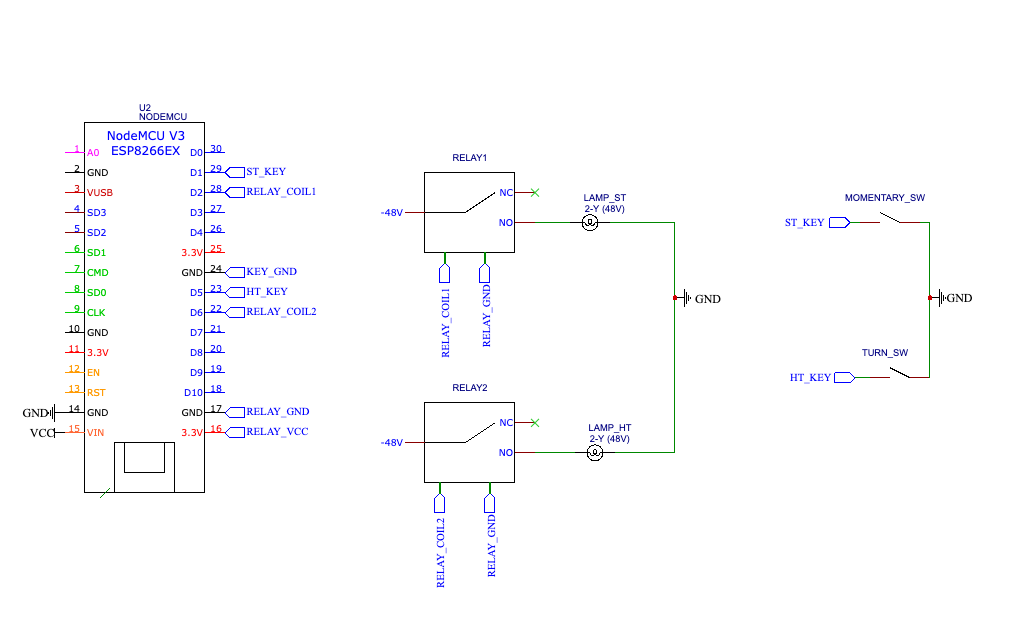 U2
NODEMCU
NodeMCU V3
ESP8266EX
1 A0 D0 30
2 GND D1 29 ST_KEY
3 VUSB D2 28 RELAY_COIL1
4 SD3 D3 27
5 SD2 D4 26
6 SD1 3.3V 25
7 CMD GND 24 KEY_GND
8 SD0 D5 23 HT_KEY
9 CLK D6 22 RELAY_COIL2
10 GND D7 21
11 3.3V D8 20
12 EN D9 19
13 RST D10 18
GND 14 GND GND 17 RELAY_GND
VCC 15 VIN 3.3V 16 RELAY_VCC
RELAY1
NC
-48V
NO
RELAY_COIL1
RELAY_GND
LAMP_ST
2-Y (48V)
GND
RELAY2
NC
-48V
NO
RELAY_COIL2
RELAY_GND
LAMP_HT
2-Y (48V)
MOMENTARY_SW
ST_KEY
GND
TURN_SW
HT_KEY